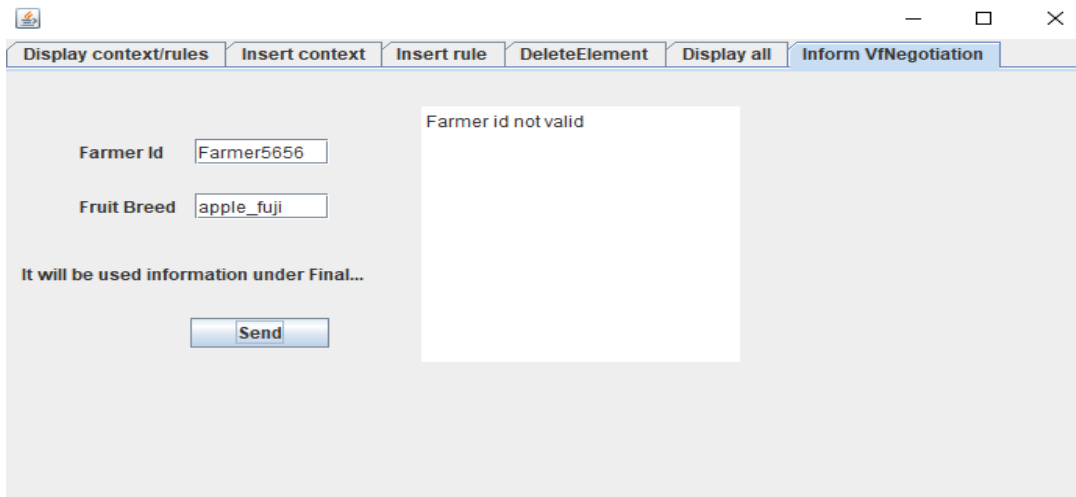 Display context/rules Insert context Insert rule DeleteElement Display all Inform VfNegotiation
Farmer id not valid
Farmer Id Farmer5656
Fruit Breed apple_fuji
It will be used information under Final...
Send